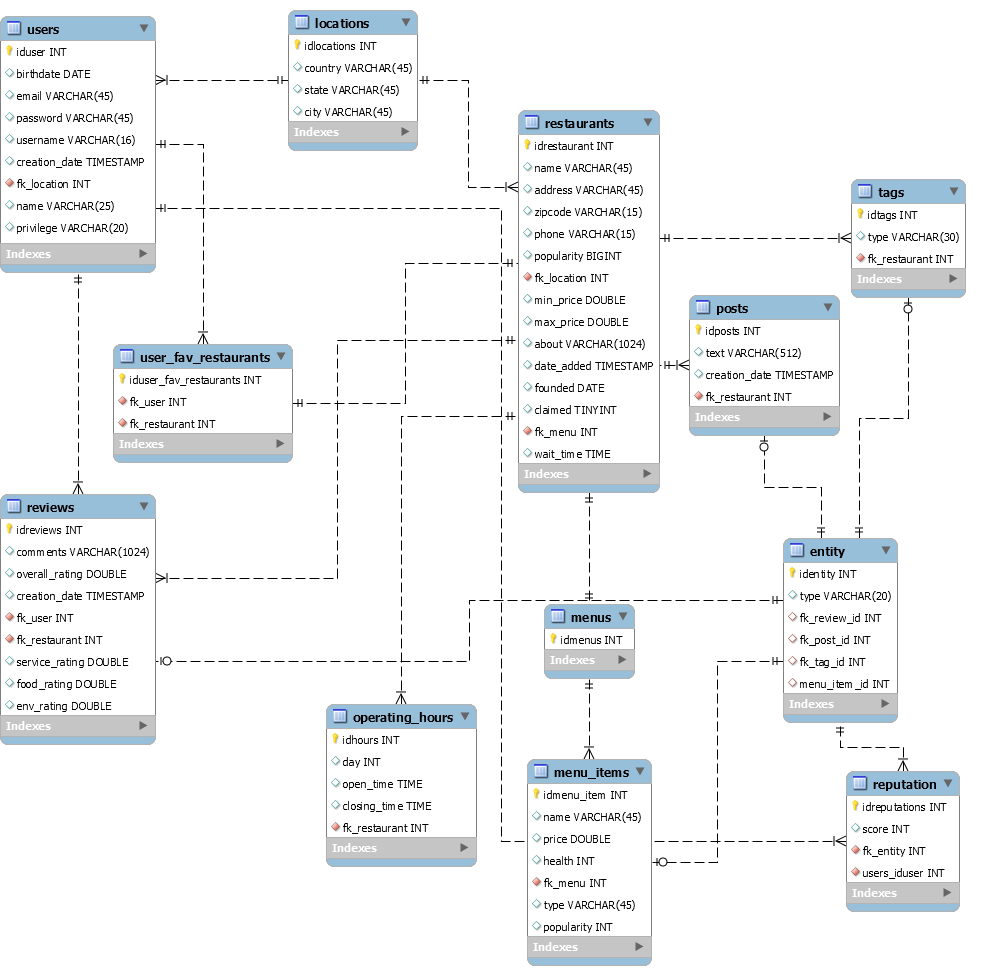 users
iduser INT
birthdate DATE
email VARCHAR(45)
password VARCHAR(45)
username VARCHAR(16)
creation_date TIMESTAMP
fk_location INT
name VARCHAR(25)
privilege VARCHAR(20)
Indexes
locations
idlocations INT
country VARCHAR(45)
state VARCHAR(45)
city VARCHAR(45)
Indexes
restaurants
idrestaurant INT
name VARCHAR(45)
address VARCHAR(45)
zipcode VARCHAR(15)
phone VARCHAR(15)
popularity BIGINT
fk_location INT
min_price DOUBLE
max_price DOUBLE
about VARCHAR(1024)
date_added TIMESTAMP
founded DATE
claimed TINYINT
fk_menu INT
wait_time TIME
Indexes
tags
idtags INT
type VARCHAR(30)
fk_restaurant INT
Indexes
posts
idposts INT
text VARCHAR(512)
creation_date TIMESTAMP
fk_restaurant INT
Indexes
user_fav_restaurants
iduser_fav_restaurants INT
fk_user INT
fk_restaurant INT
Indexes
reviews
idreviews INT
comments VARCHAR(1024)
overall_rating DOUBLE
creation_date TIMESTAMP
fk_user INT
fk_restaurant INT
service_rating DOUBLE
food_rating DOUBLE
env_rating DOUBLE
Indexes
entity
identity INT
type VARCHAR(20)
fk_review_id INT
fk_post_id INT
fk_tag_id INT
menu_item_id INT
Indexes
menus
idmenus INT
Indexes
operating_hours
idhours INT
day INT
open_time TIME
closing_time TIME
fk_restaurant INT
Indexes
menu_items
idmenu_item INT
name VARCHAR(45)
price DOUBLE
health INT
fk_menu INT
type VARCHAR(45)
popularity INT
Indexes
reputation
idreputations INT
score INT
fk_entity INT
users_iduser INT
Indexes